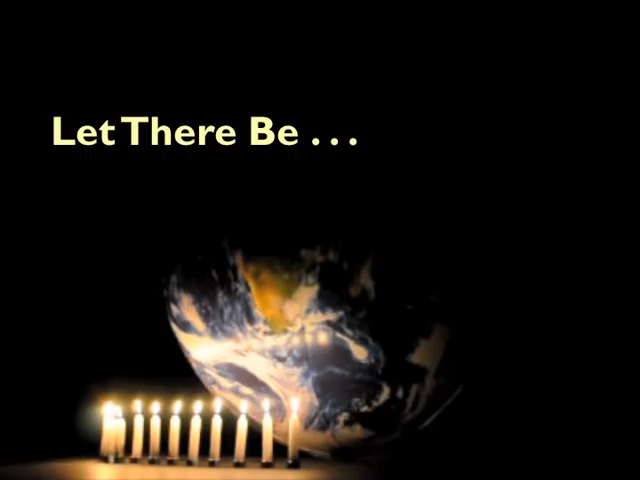 Let There Be . . .